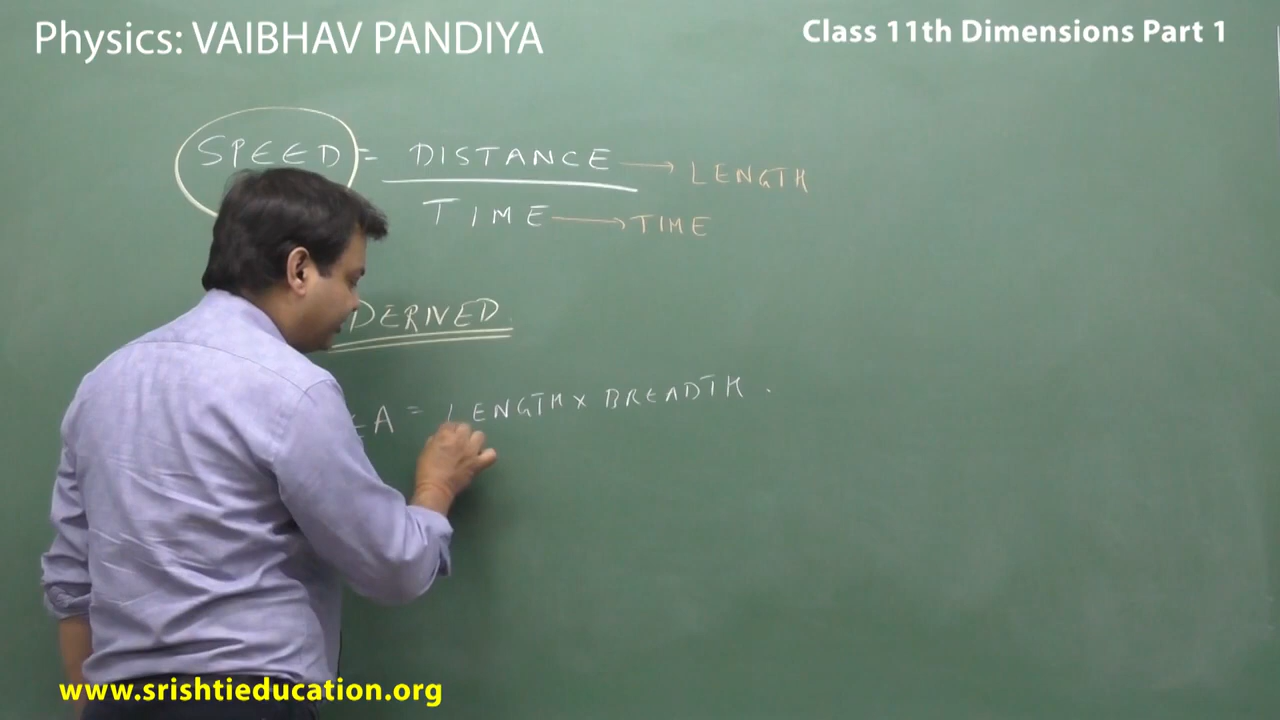 Physics: VAIBHAV PANDIYA
Class 11th Dimensions Part 1
SPEED = DISTANCE → LENGTH
TIME → TIME
DERIVED
EA = LENGTH × BREADTH .
www.srishtieducation.org